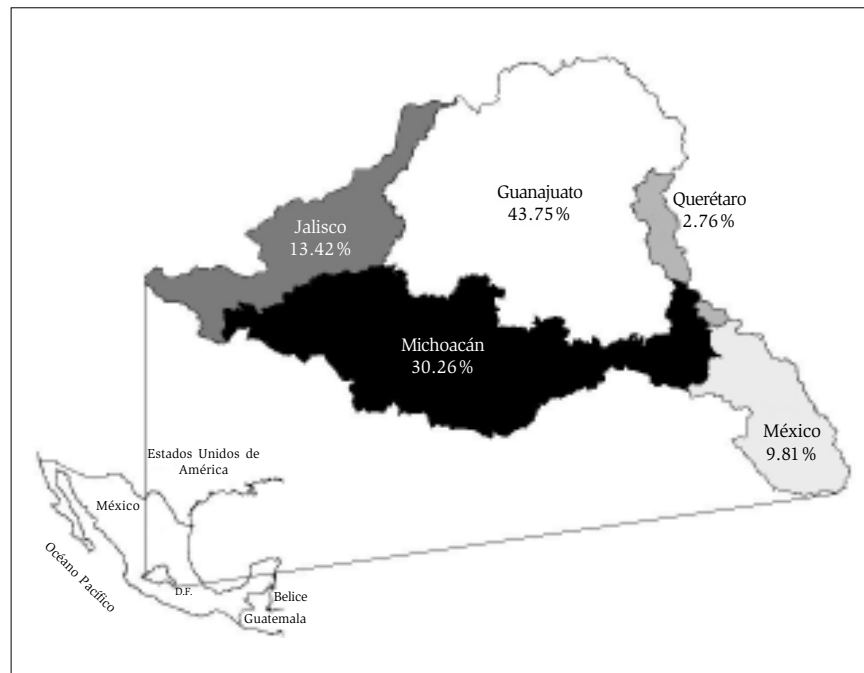 Guanajuato
43.75%
Querétaro
2.76%
Jalisco
13.42%
Michoacán
30.26%
México
9.81%
Estados Unidos de
América
México
Océano Pacífico
D.F.
Belice
Guatemala